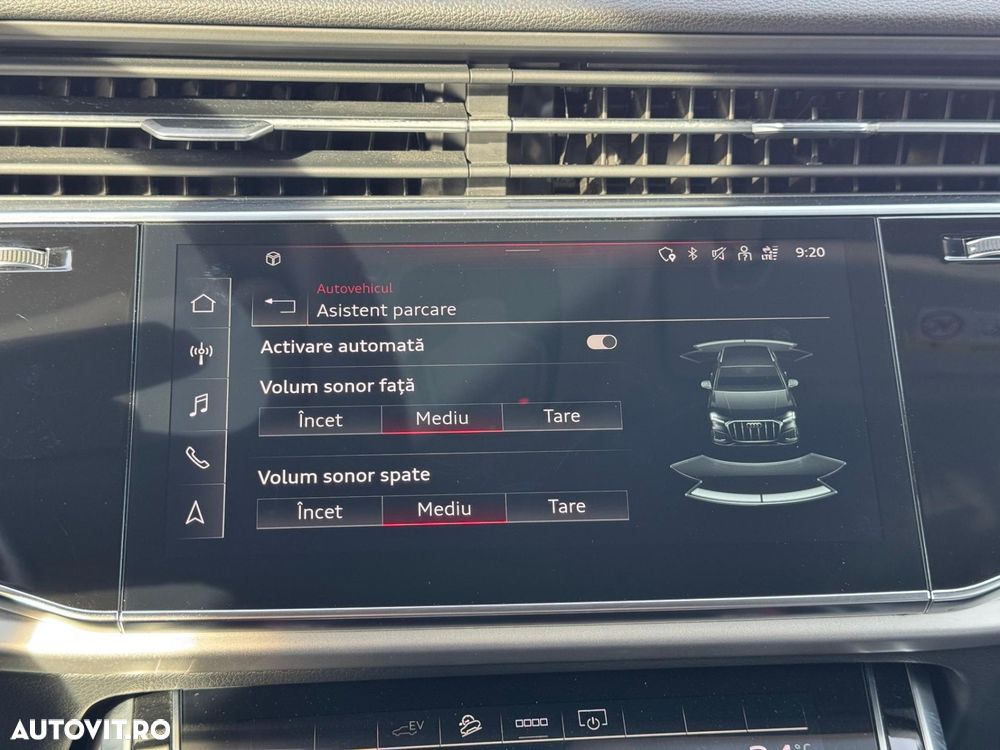 9:20
Autovehicul
Asistent parcare
Activare automată
Volum sonor față
Încet Mediu Tare
Volum sonor spate
Încet Mediu Tare
EV
AUTOVIT.RO